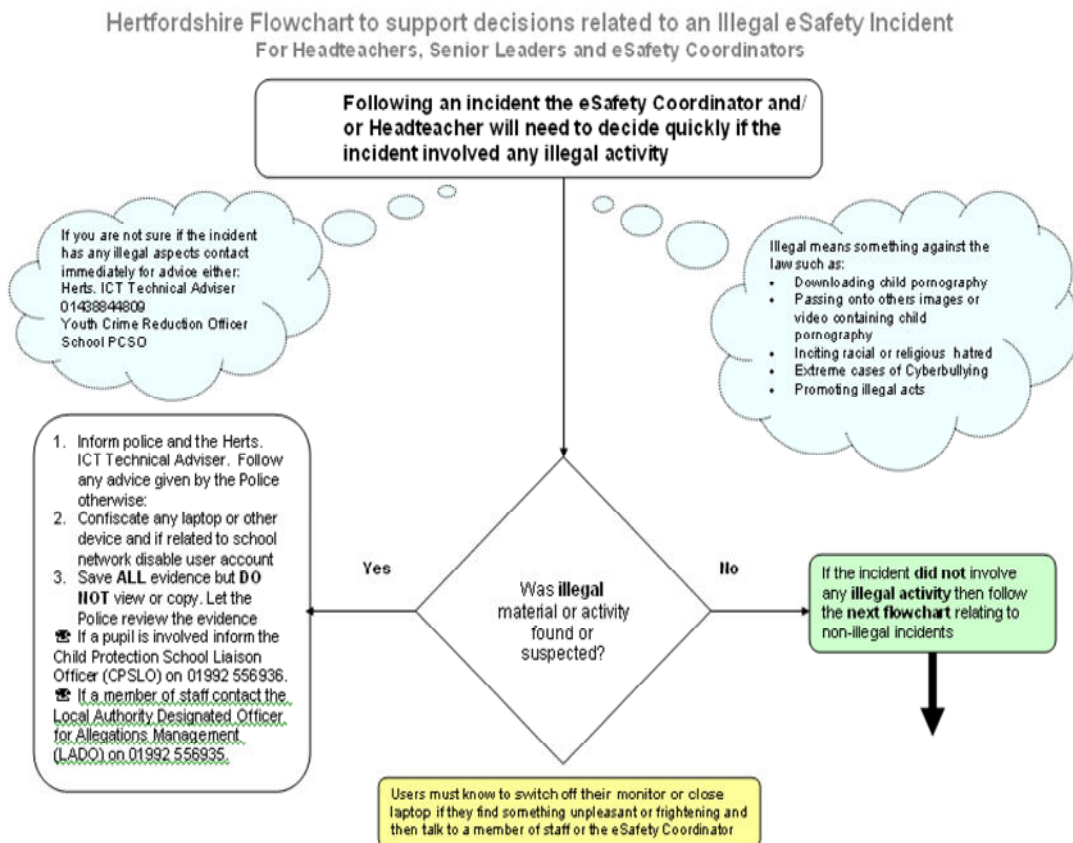 Hertfordshire Flowchart to support decisions related to an Illegal eSafety Incident
For Headteachers, Senior Leaders and eSafety Coordinators
Following an incident the eSafety Coordinator and/
or Headteacher will need to decide quickly if the
incident involved any illegal activity
If you are not sure if the incident
has any illegal aspects contact
immediately for advice either:
Herts. ICT Technical Adviser
01438844809
Youth Crime Reduction Officer
School PCSO
Illegal means something against the
law such as:
• Downloading child pornography
• Passing onto others images or
video containing child
pornography
• Inciting racial or religious hatred
• Extreme cases of Cyberbullying
• Promoting illegal acts
1. Inform police and the Herts.
ICT Technical Adviser. Follow
any advice given by the Police
otherwise:
2. Confiscate any laptop or other
device and if related to school
network disable user account
3. Save ALL evidence but DO
NOT view or copy. Let the
Police review the evidence
☎ If a pupil is involved inform the
Child Protection School Liaison
Officer (CPSLO) on 01992 556936.
☎ If a member of staff contact the
Local Authority Designated Officer
for Allegations Management
(LADO) on 01992 556935.
Yes
Was illegal
material or activity
found or
suspected?
No
If the incident did not involve
any illegal activity then follow
the next flowchart relating to
non-illegal incidents
Users must know to switch off their monitor or close
laptop if they find something unpleasant or frightening and
then talk to a member of staff or the eSafety Coordinator